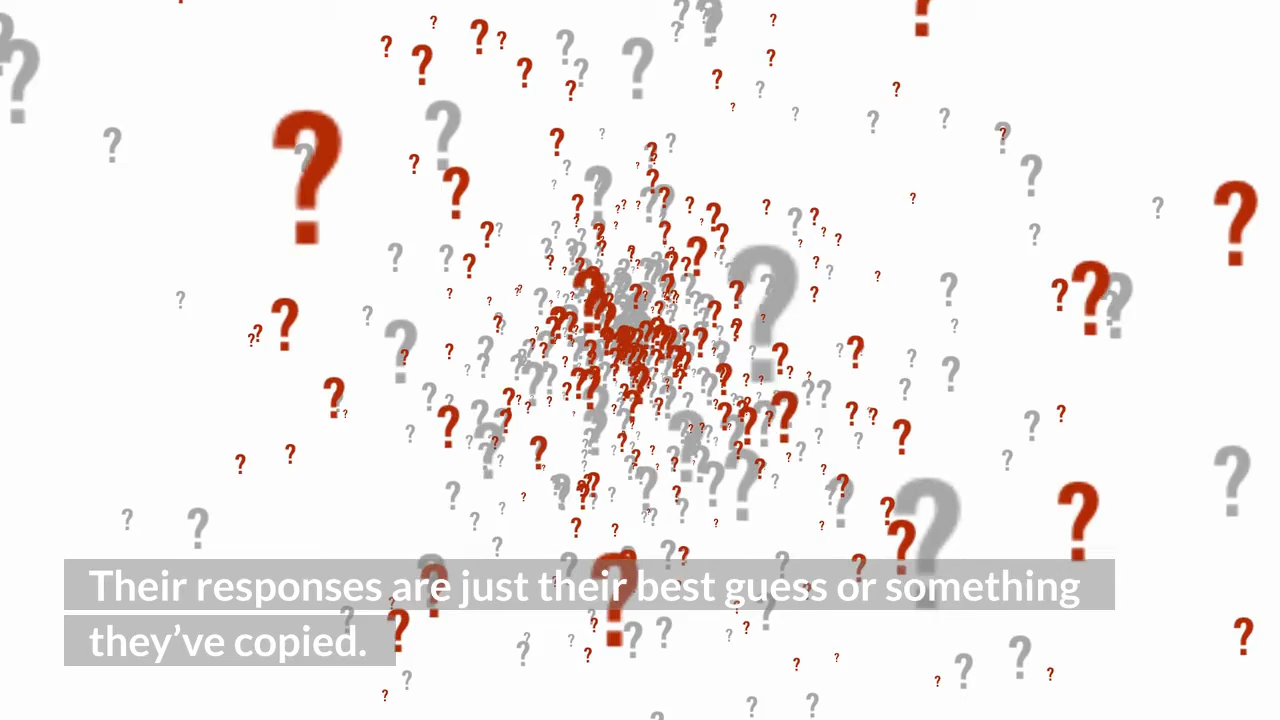 Their responses are just their best guess or something
they’ve copied.